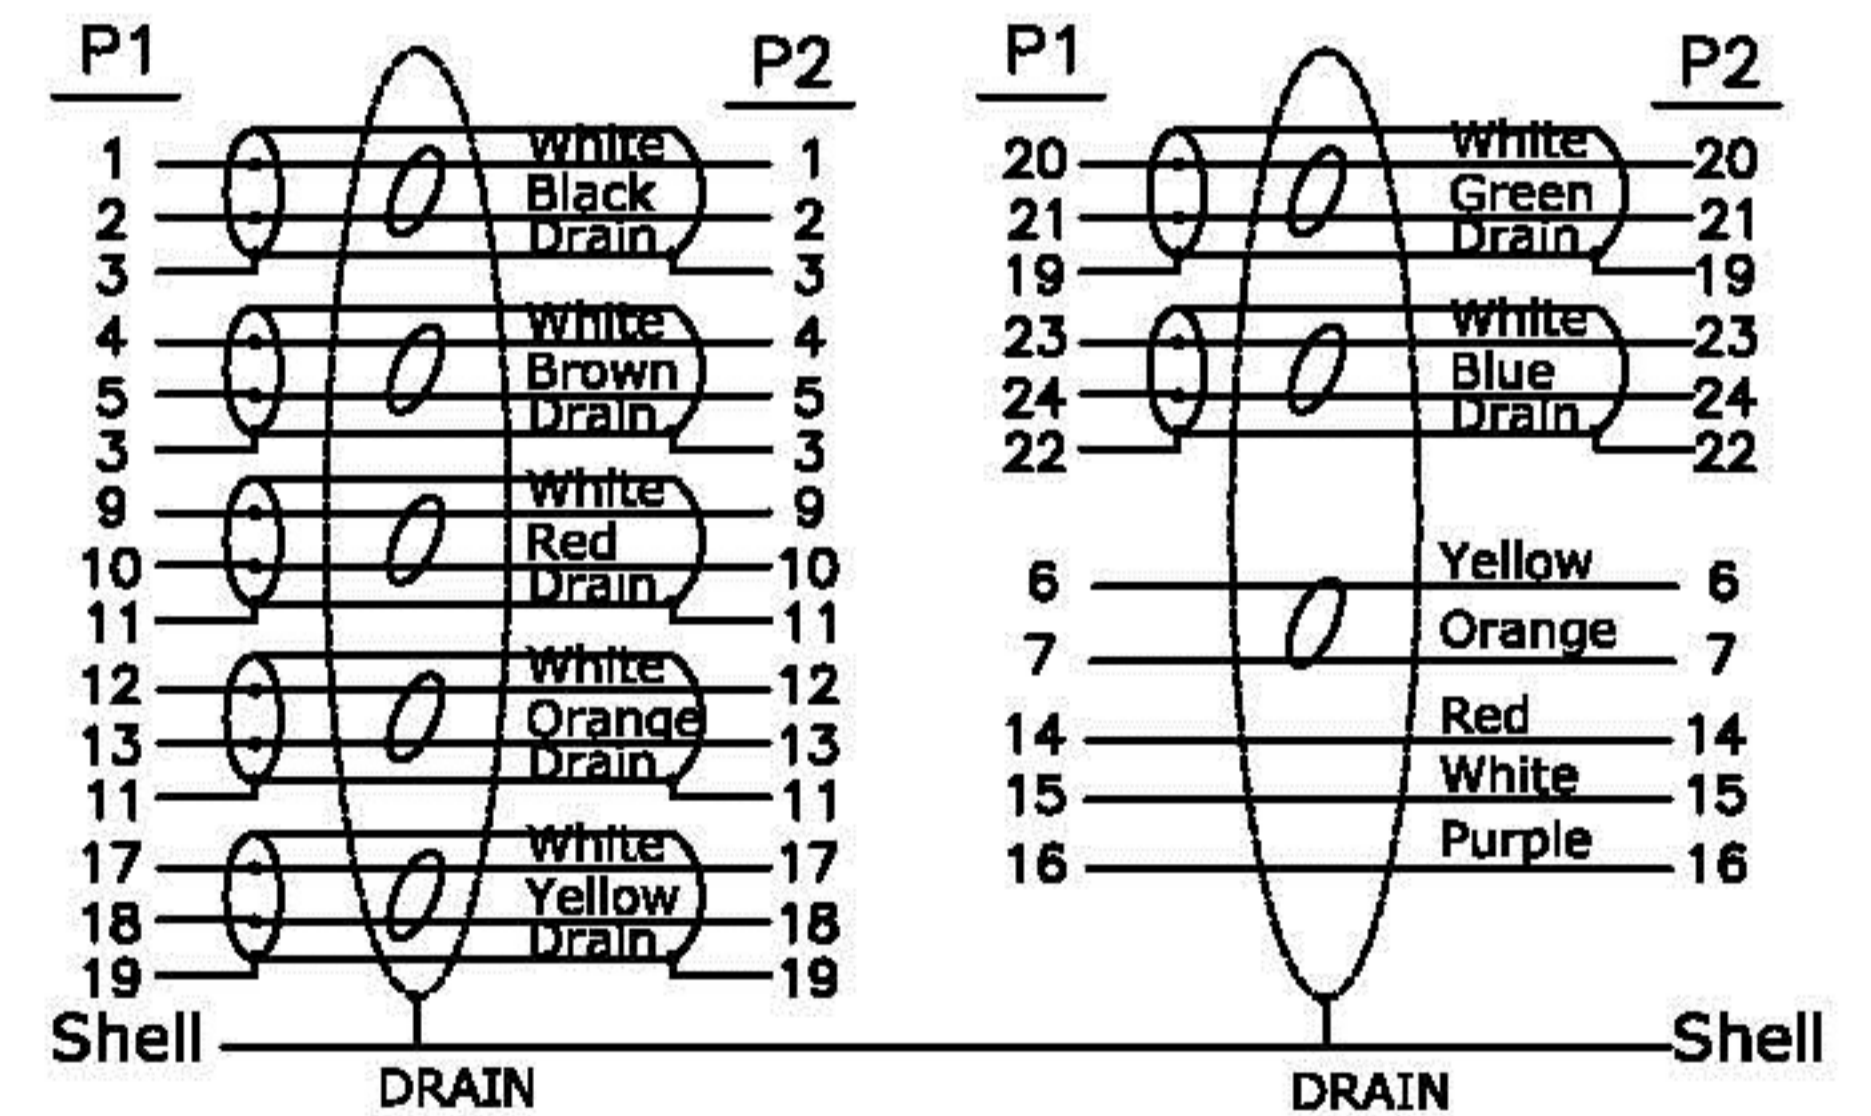 P1 P2
1 White 1
2 Black 2
3 Drain 3
4 White 4
5 Brown 5
3 Drain 3
9 White 9
10 Red 10
11 Drain 11
12 White 12
13 Orange 13
11 Drain 11
17 White 17
18 Yellow 18
19 Drain 19
P1 P2
20 White 20
21 Green 21
19 Drain 19
23 White 23
24 Blue 24
22 Drain 22
6 Yellow 6
7 Orange 7
14 Red 14
15 White 15
16 Purple 16
Shell Shell
DRAIN DRAIN